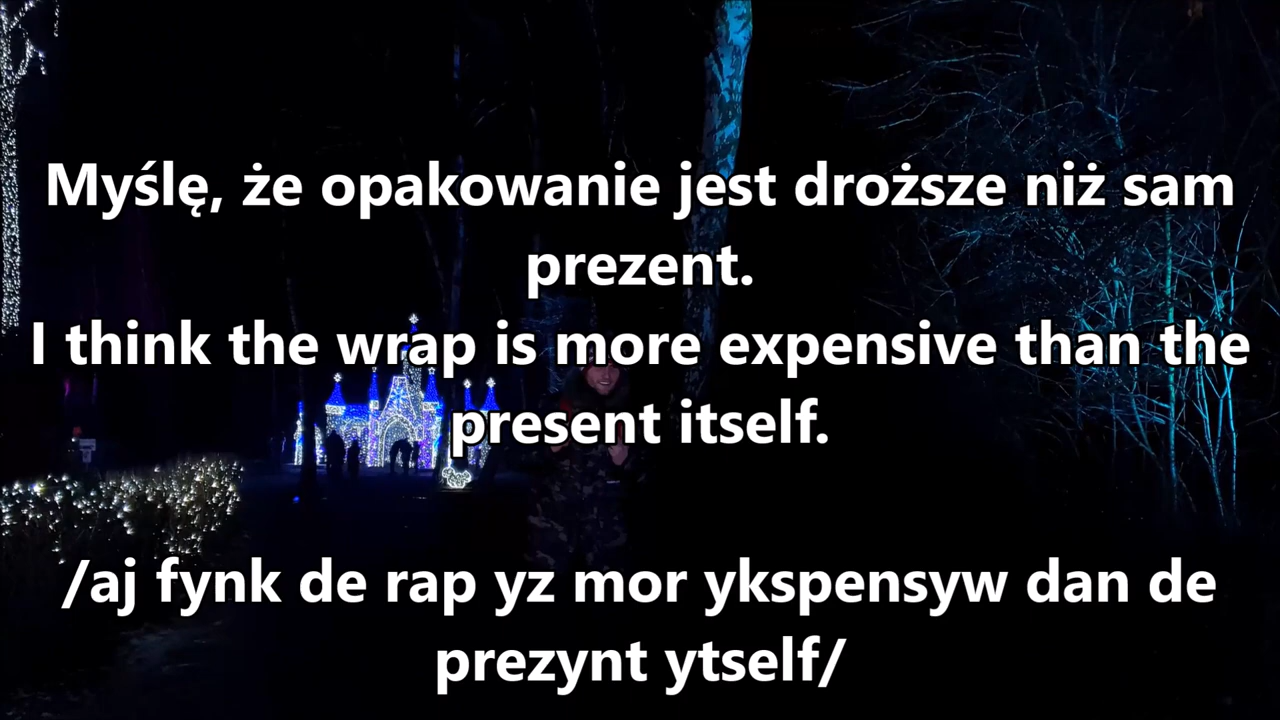 Myślę, że opakowanie jest droższe niż sam
prezent.
I think the wrap is more expensive than the
present itself.
/aj fynk de rap yz mor ykspensyw dan de
prezynt ytself/